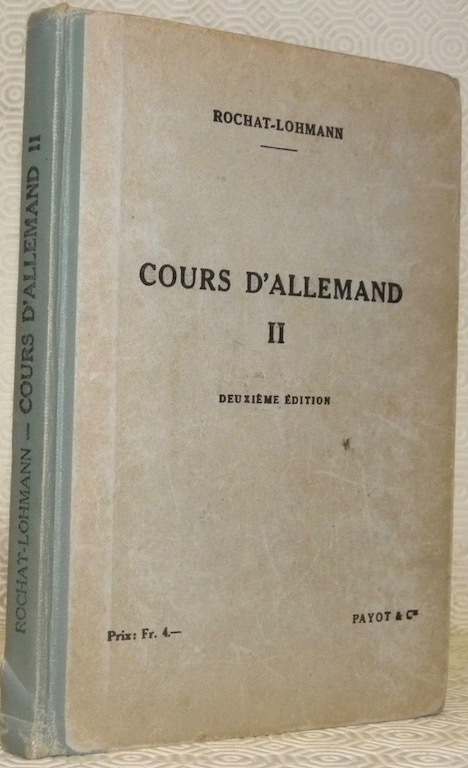 ROCHAT-LOHMANN — COURS D'ALLEMAND II
ROCHAT-LOHMANN
COURS D'ALLEMAND
II
DEUXIÈME ÉDITION
Prix: Fr. 4.—
PAYOT & Cie